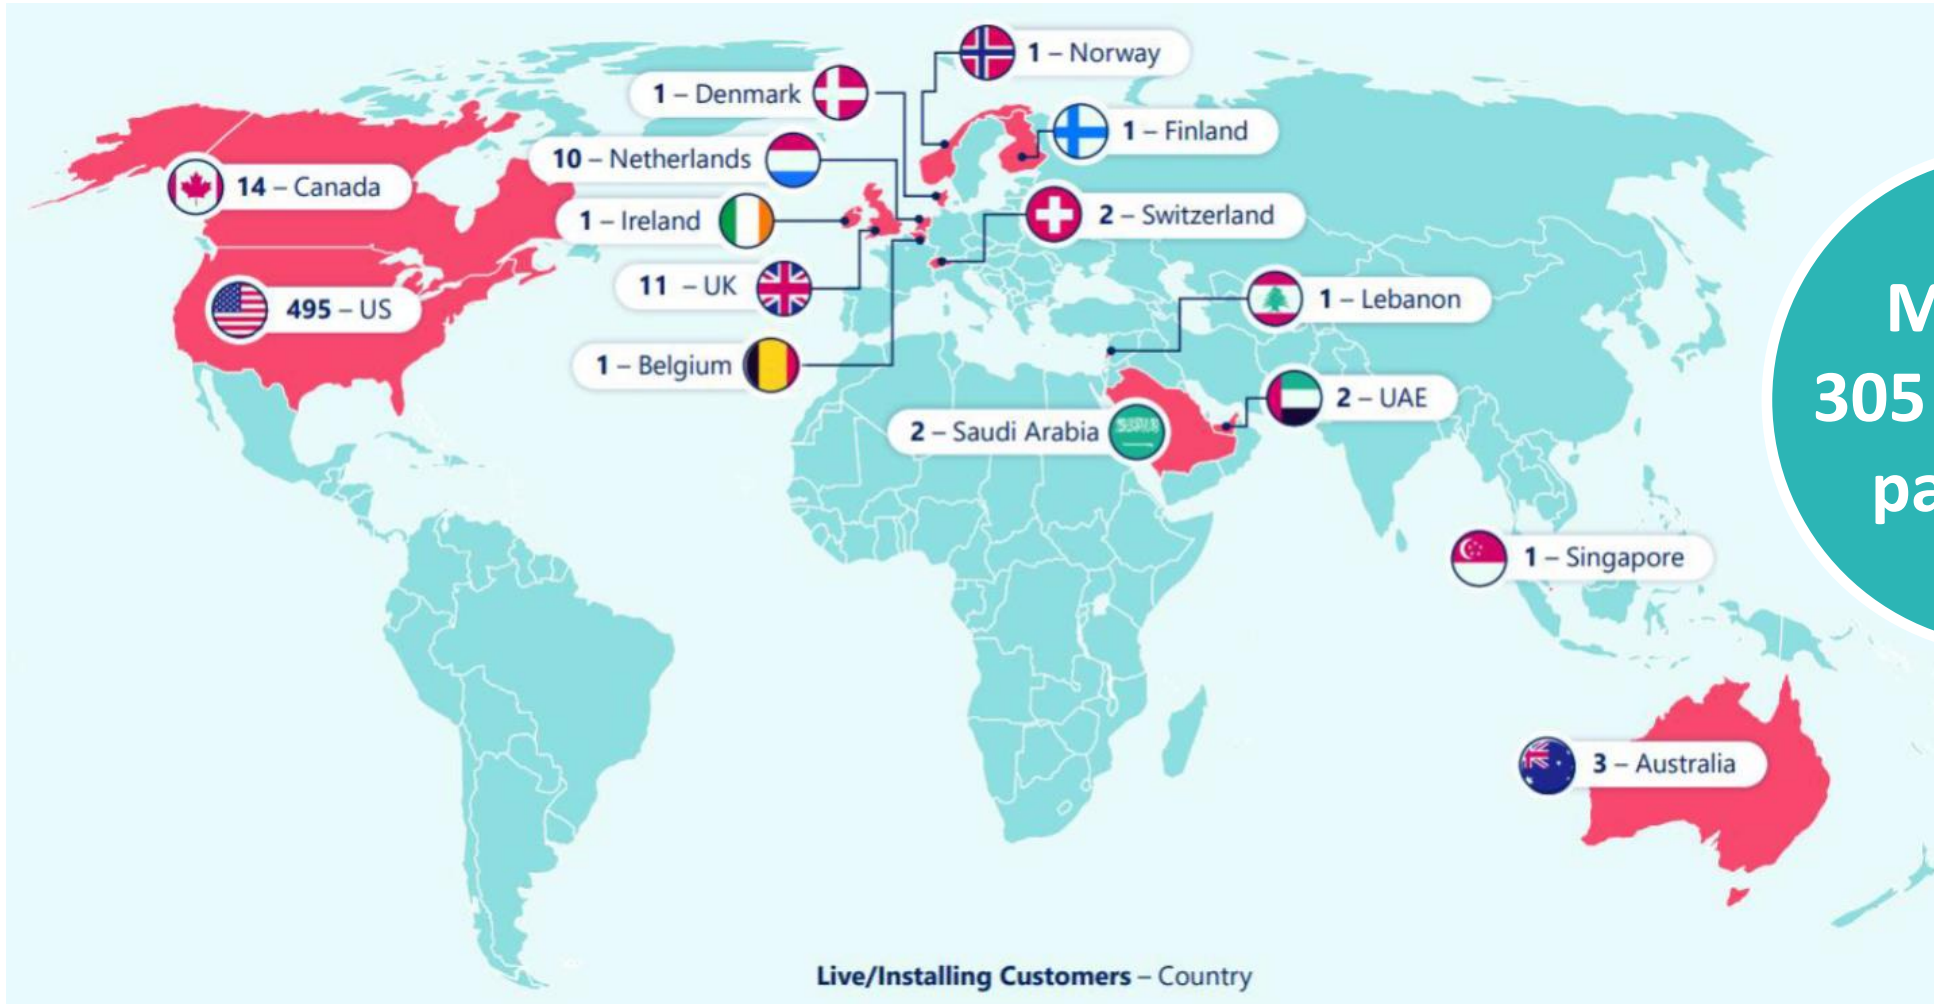 1 – Norway
1 – Denmark
1 – Finland
10 – Netherlands
14 – Canada
1 – Ireland
2 – Switzerland
11 – UK
495 – US
1 – Lebanon
1 – Belgium
2 – UAE
2 – Saudi Arabia
305
1 – Singapore
3 – Australia
Live/Installing Customers – Country